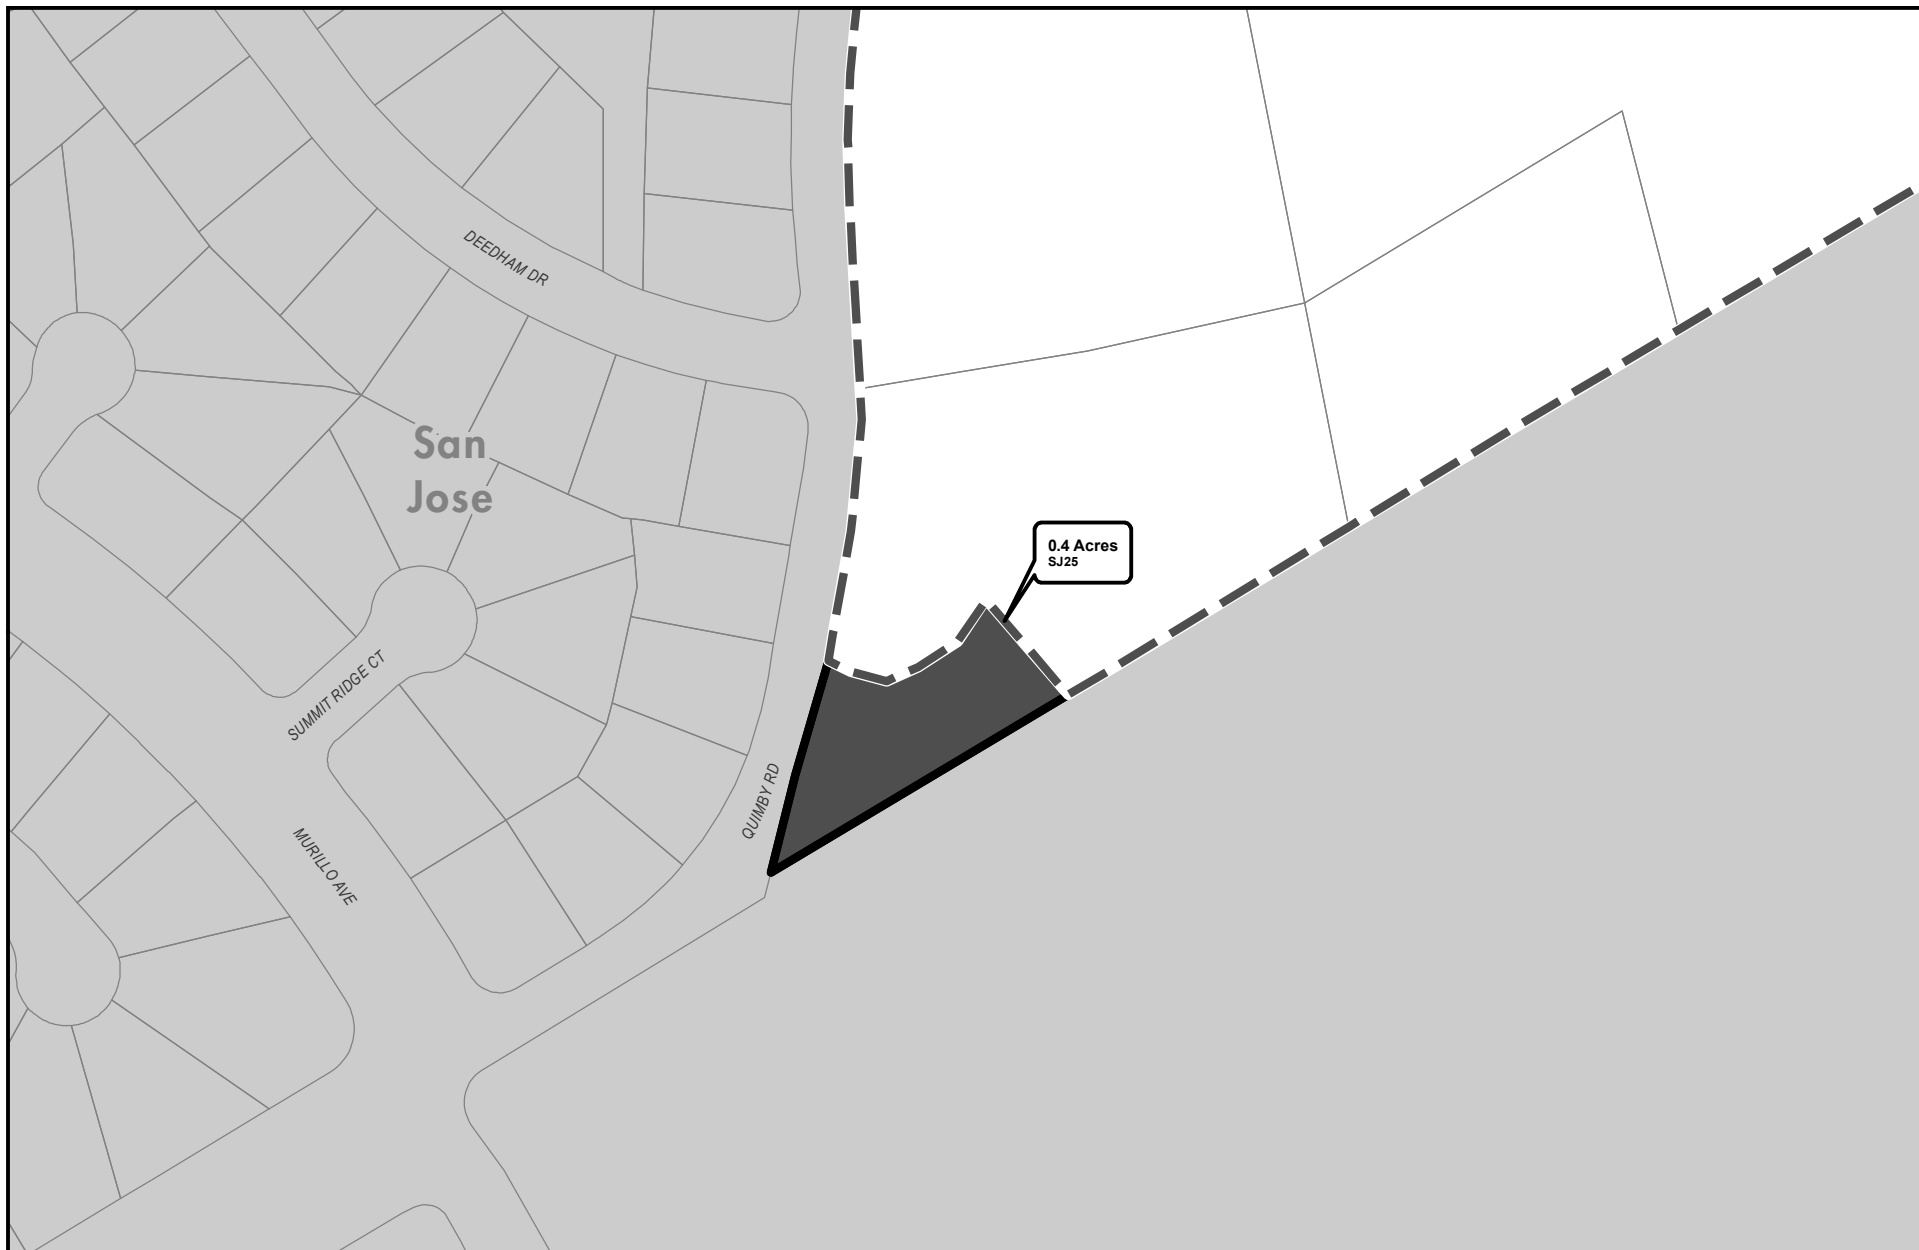 DEEDHAM DR
San
Jose
0.4 Acres
SJ25
SUMMIT RIDGE CT
QUIMBY RD
MURILLO AVE